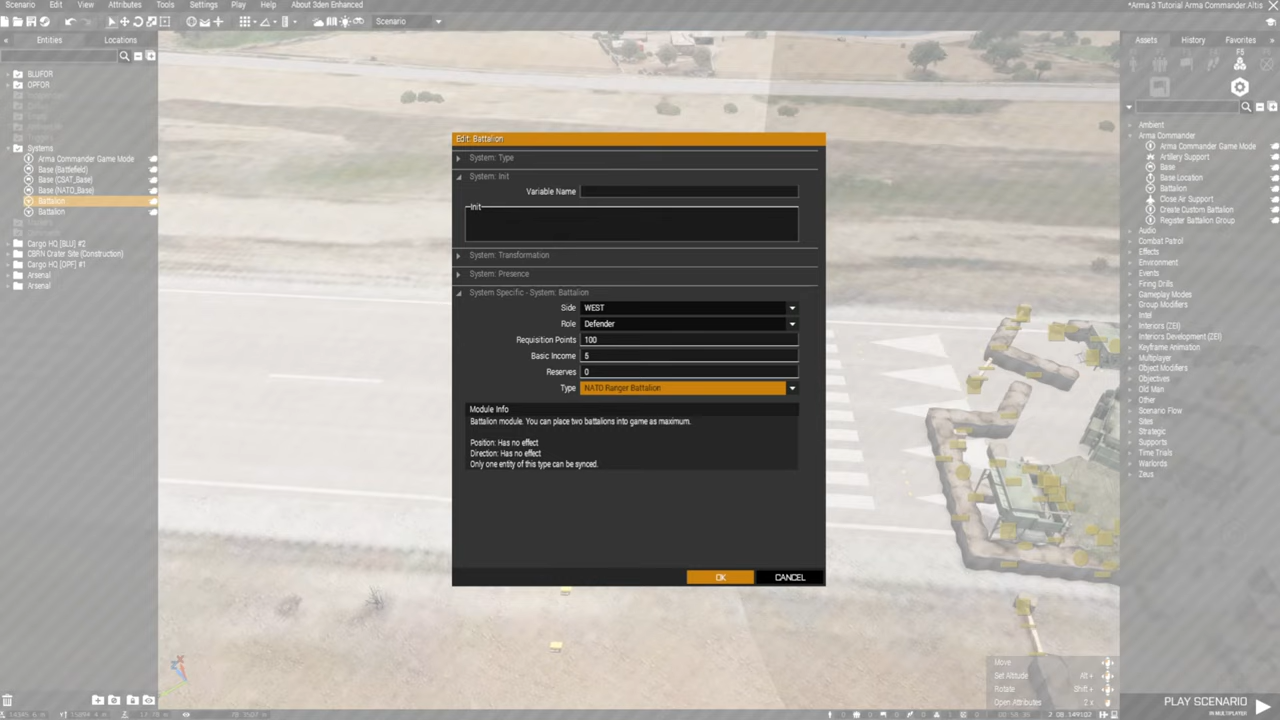 Scenario Edit View Attributes Tools Settings Play Help About 3den Enhanced
*Arma 3 Tutorial Arma Commander.Altis
Scenario
Entities Locations
BLUFOR
OPFOR
Systems
Arma Commander Game Mode
Base (Battlefield)
Base (CSAT_Base)
Base (NATO_Base)
Battalion
Battalion
Cargo HQ [BLU] #2
CBRN Crater Site (Construction)
Cargo HQ [OPF] #1
Arsenal
Arsenal
Edit: Battalion
System: Type
System: Init
Variable Name
Init
System: Transformation
System: Presence
System Specific - System: Battalion
Side WEST
Role Defender
Requisition Points 100
Basic Income 5
Reserves 0
Type NATO Ranger Battalion
Module Info
Battalion module. You can place two battalions into game as maximum.
Position: Has no effect
Direction: Has no effect
Only one entity of this type can be synced.
OK CANCEL
Assets History Favorites
F5
Ambient
Arma Commander
Arma Commander Game Mode
Artillery Support
Base
Base Location
Battalion
Close Air Support
Create Custom Battalion
Register Battalion Group
Audio
Combat Patrol
Effects
Environment
Events
Firing Drills
Gameplay Modes
Group Modifiers
Intel
Interiors (ZEI)
Interiors Development (ZEI)
Keyframe Animation
Multiplayer
Object Modifiers
Objectives
Old Man
Other
Scenario Flow
Sites
Strategic
Supports
Time Trials
Warlords
Zeus
Move
Set Altitude Alt +
Rotate Shift +
Open Attributes 2 x
PLAY SCENARIO
IN MULTIPLAYER